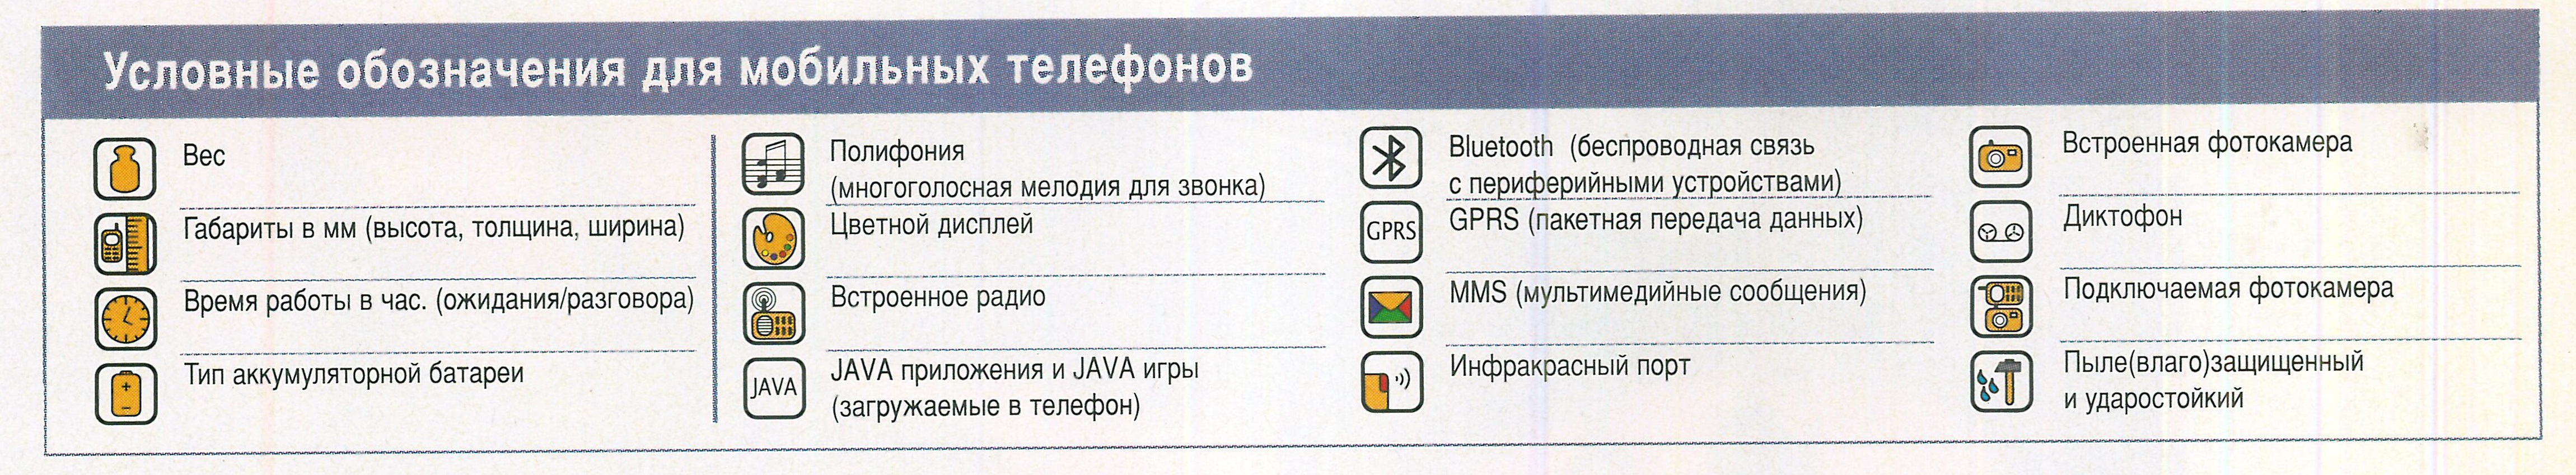 Условные обозначения для мобильных телефонов
Вес
Габариты в мм (высота, толщина, ширина)
Время работы в час. (ожидания/разговора)
Тип аккумуляторной батареи
Полифония
(многоголосная мелодия для звонка)
Цветной дисплей
Встроенное радио
JAVA
JAVA приложения и JAVA игры
(загружаемые в телефон)
Bluetooth (беспроводная связь
с периферийными устройствами)
GPRS
GPRS (пакетная передача данных)
MMS (мультимедийные сообщения)
Инфракрасный порт
Встроенная фотокамера
Диктофон
Подключаемая фотокамера
Пыле(влаго)защищенный
и ударостойкий